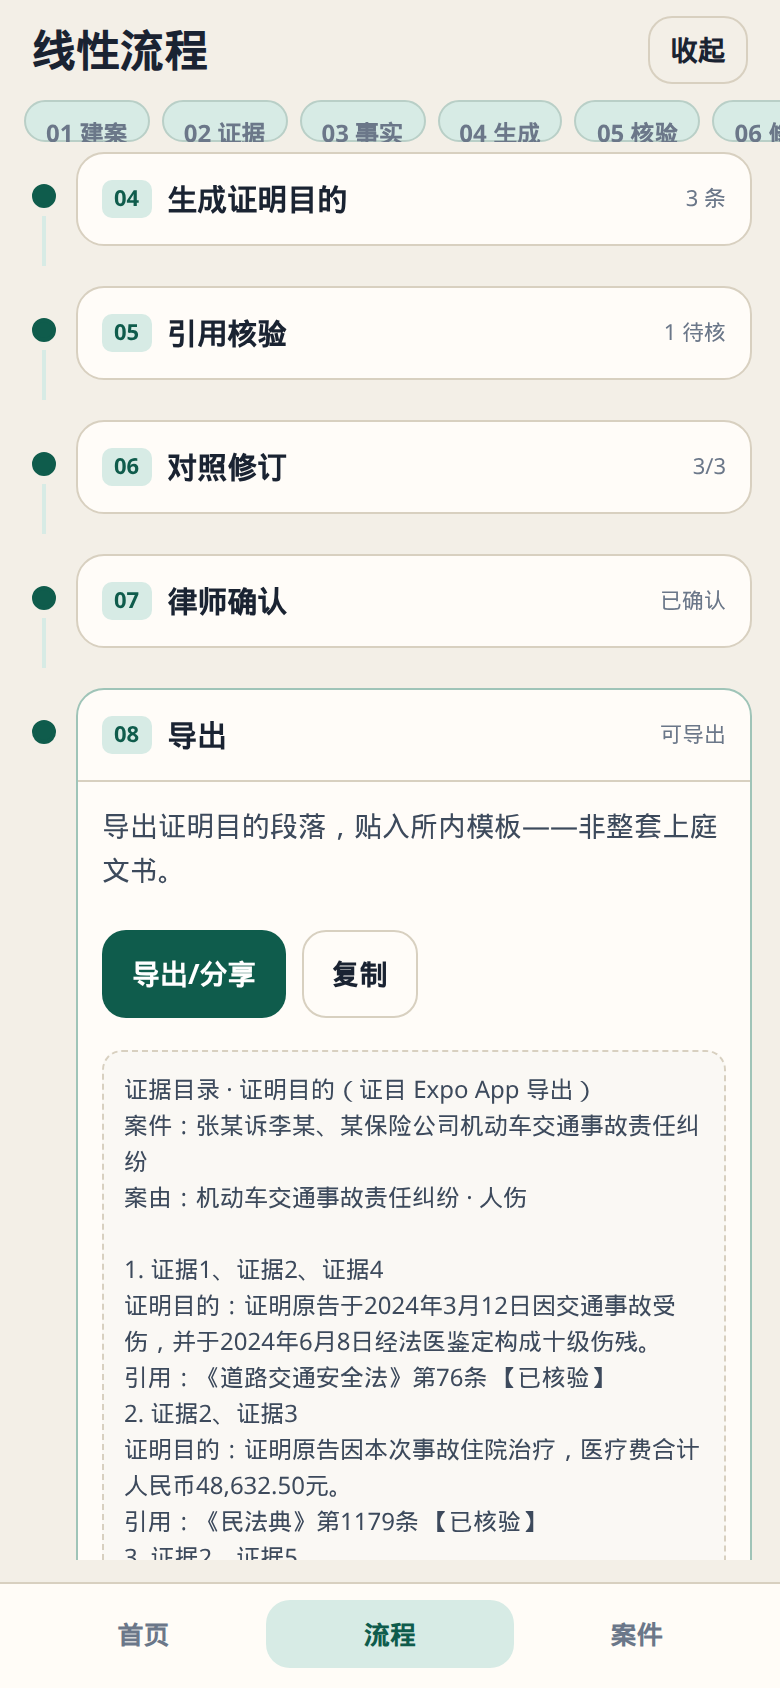 线性流程
收起
01 建案
02 证据
03 事实
04 生成
05 核验
06
04 生成证明目的 3 条
05 引用核验 1 待核
06 对照修订 3/3
07 律师确认 已确认
08 导出 可导出
导出证明目的段落，贴入所内模板——非整套上庭
文书。
导出/分享
复制
证据目录 · 证明目的（证目 Expo App 导出）
案件：张某诉李某、某保险公司机动车交通事故责任纠
纷
案由：机动车交通事故责任纠纷 · 人伤
1. 证据1、证据2、证据4
证明目的：证明原告于2024年3月12日因交通事故受
伤，并于2024年6月8日经法医鉴定构成十级伤残。
引用：《道路交通安全法》第76条【已核验】
2. 证据2、证据3
证明目的：证明原告因本次事故住院治疗，医疗费合计
人民币48,632.50元。
引用：《民法典》第1179条【已核验】
3. 证据2、证据5
首页
流程
案件